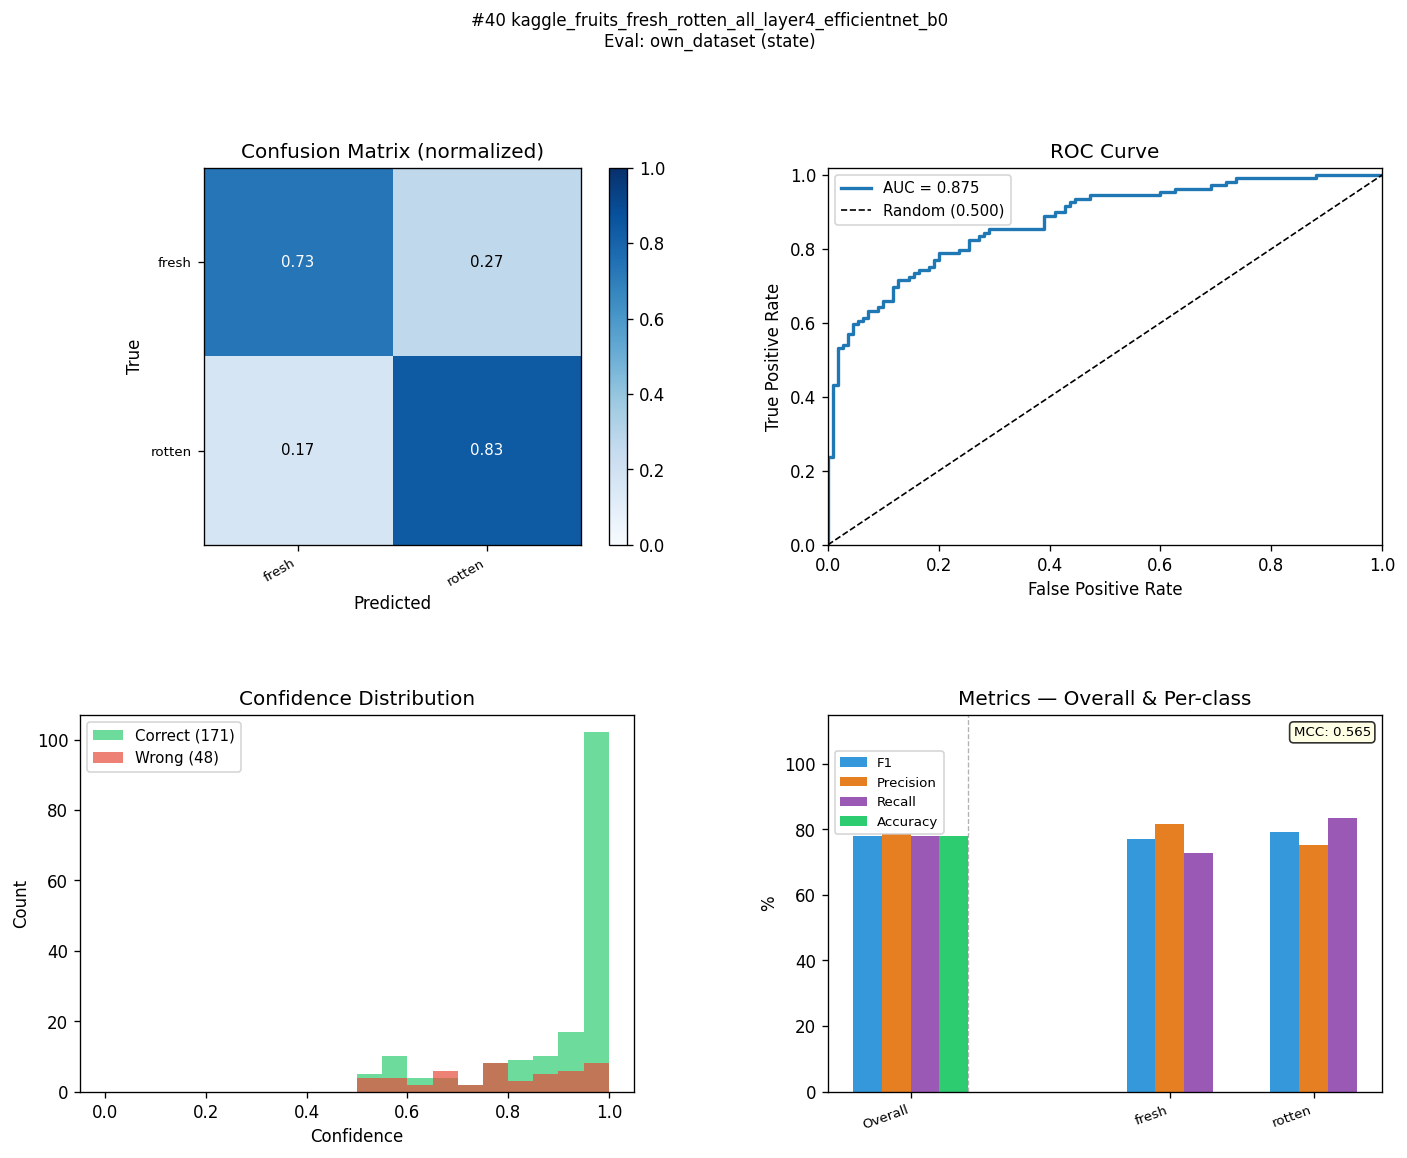 #40 kaggle_fruits_fresh_rotten_all_layer4_efficientnet_b0
Eval: own_dataset (state)
Confusion Matrix (normalized)
True
fresh
rotten
0.73
0.27
0.17
0.83
fresh
rotten
Predicted
1.0
0.8
0.6
0.4
0.2
0.0
ROC Curve
AUC = 0.875
Random (0.500)
True Positive Rate
1.0
0.8
0.6
0.4
0.2
0.0
0.0 0.2 0.4 0.6 0.8 1.0
False Positive Rate
Confidence Distribution
Correct (171)
Wrong (48)
Count
100
80
60
40
20
0
0.0 0.2 0.4 0.6 0.8 1.0
Confidence
Metrics — Overall & Per-class
MCC: 0.565
F1
Precision
Recall
Accuracy
%
100
80
60
40
20
0
Overall
fresh
rotten